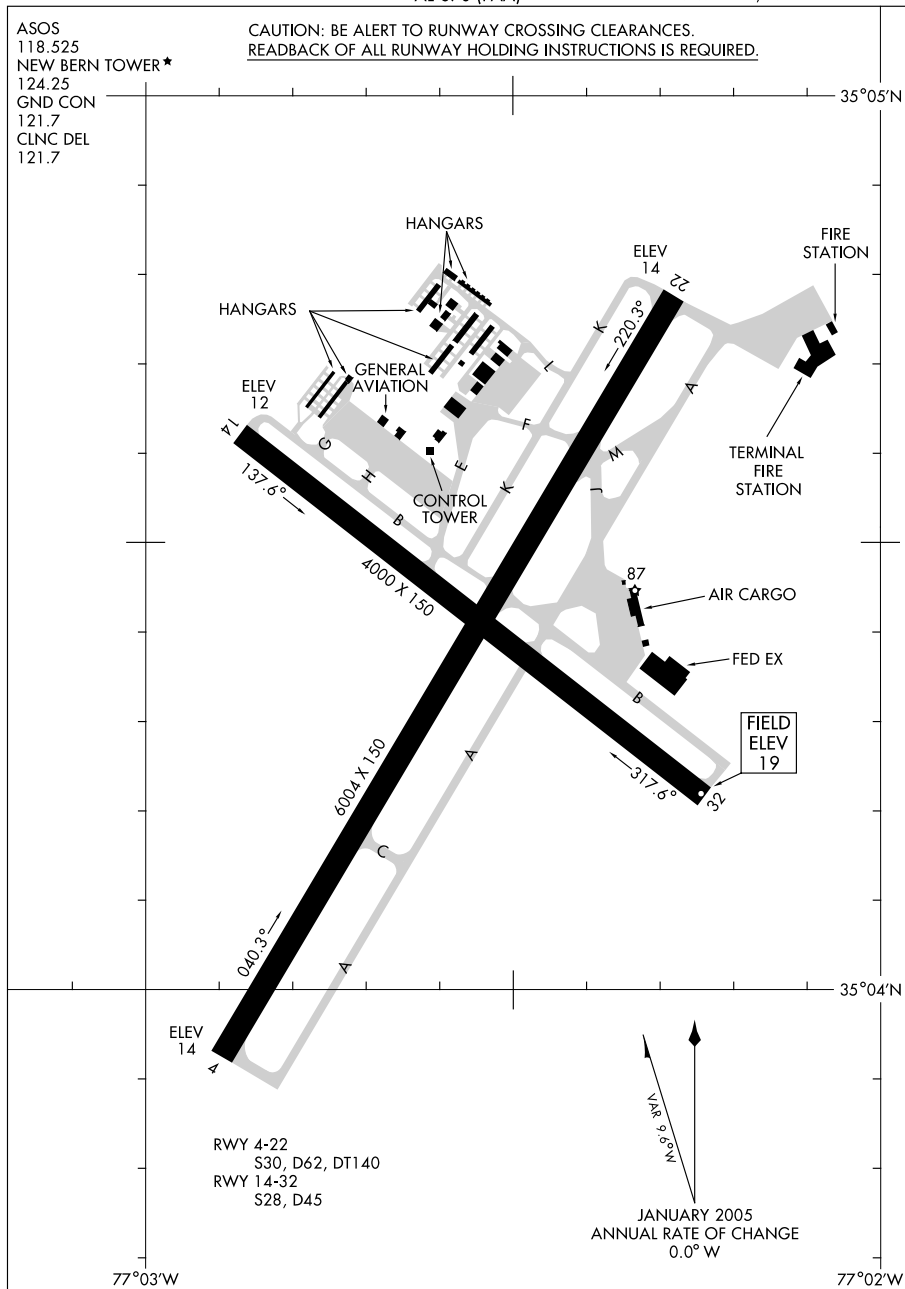 ASOS
118.525
NEW BERN TOWER★
124.25
GND CON
121.7
CLNC DEL
121.7
CAUTION: BE ALERT TO RUNWAY CROSSING CLEARANCES.
READBACK OF ALL RUNWAY HOLDING INSTRUCTIONS IS REQUIRED.
35°05'N
HANGARS
FIRE
STATION
ELEV
14
22
HANGARS
220.3°
K
L
A
GENERAL
AVIATION
ELEV
12
14
G
F
E
M
TERMINAL
FIRE
STATION
137.6°
H
K
J
CONTROL
TOWER
B
4000 X 150
87
AIR CARGO
FED EX
B
FIELD
ELEV
19
6004 X 150
A
317.6°
32
C
040.3°
A
35°04'N
ELEV
14
4
VAR 9.6°W
RWY 4-22
S30, D62, DT140
RWY 14-32
S28, D45
JANUARY 2005
ANNUAL RATE OF CHANGE
0.0° W
77°03'W
77°02'W